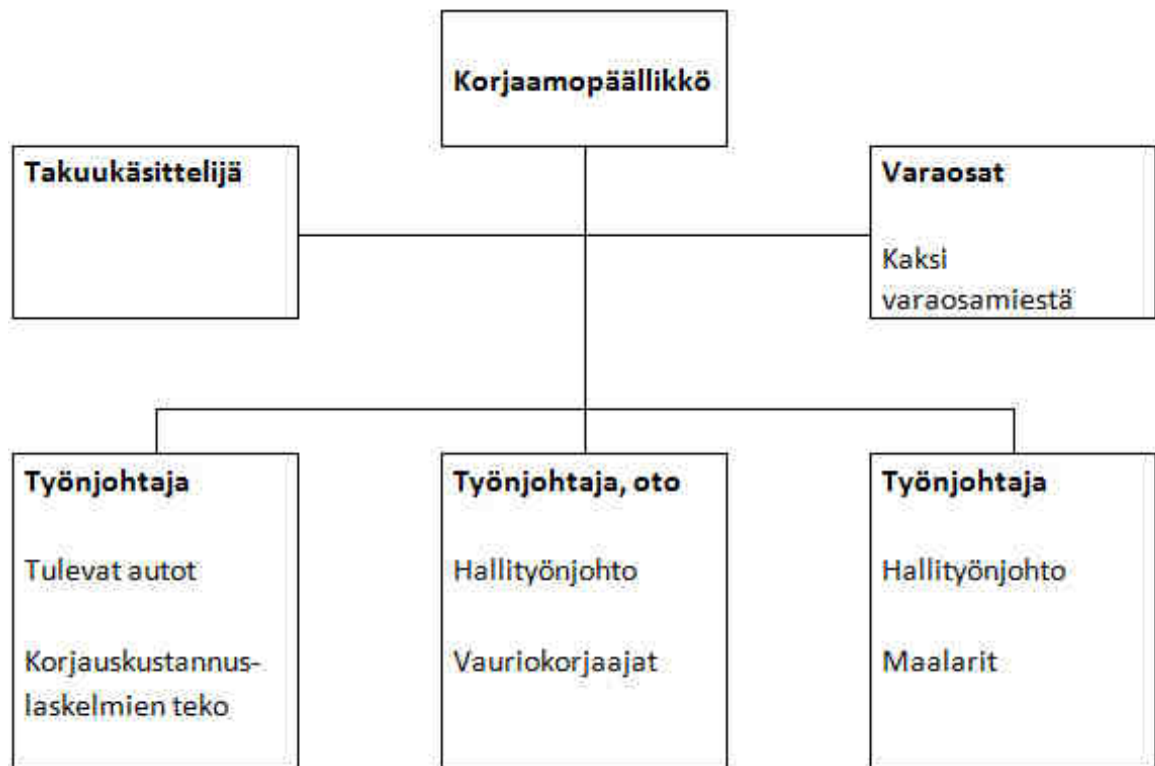 Korjaamopäällikkö
Takuukäsittelijä
Varaosat
Kaksi
varaosamiestä
Työnjohtaja
Tulevat autot
Korjauskustannus-
laskelmien teko
Työnjohtaja, oto
Hallityönjohto
Vauriokorjaajat
Työnjohtaja
Hallityönjohto
Maalarit